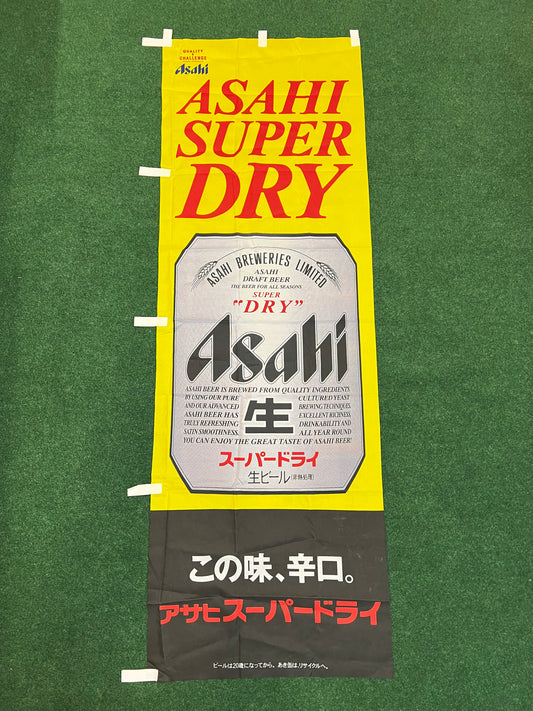 QUALITY
&
CHALLENGE
Asahi
ASAHI
SUPER
DRY
ASAHI BREWERIES LIMITED
ASAHI
DRAFT BEER
THE BEER FOR ALL SEASONS
SUPER
"DRY"
Asahi
ASAHI BEER IS BREWED FROM QUALITY INGREDIENTS
BY USING OUR PURE CULTURED YEAST
AND OUR ADVANCED BREWING TECHNIQUES.
ASAHI BEER HAS EXCELLENT RICHNESS,
TRULY REFRESHING DRINKABILITY AND
SATIN SMOOTHNESS. ALL YEAR ROUND
生
YOU CAN ENJOY THE GREAT TASTE OF ASAHI BEER!
スーパードライ
生ビール(非熱処理)
この味、辛口。
アサヒスーパードライ
ビールは20歳になってから、あき缶は、リサイクルへ。